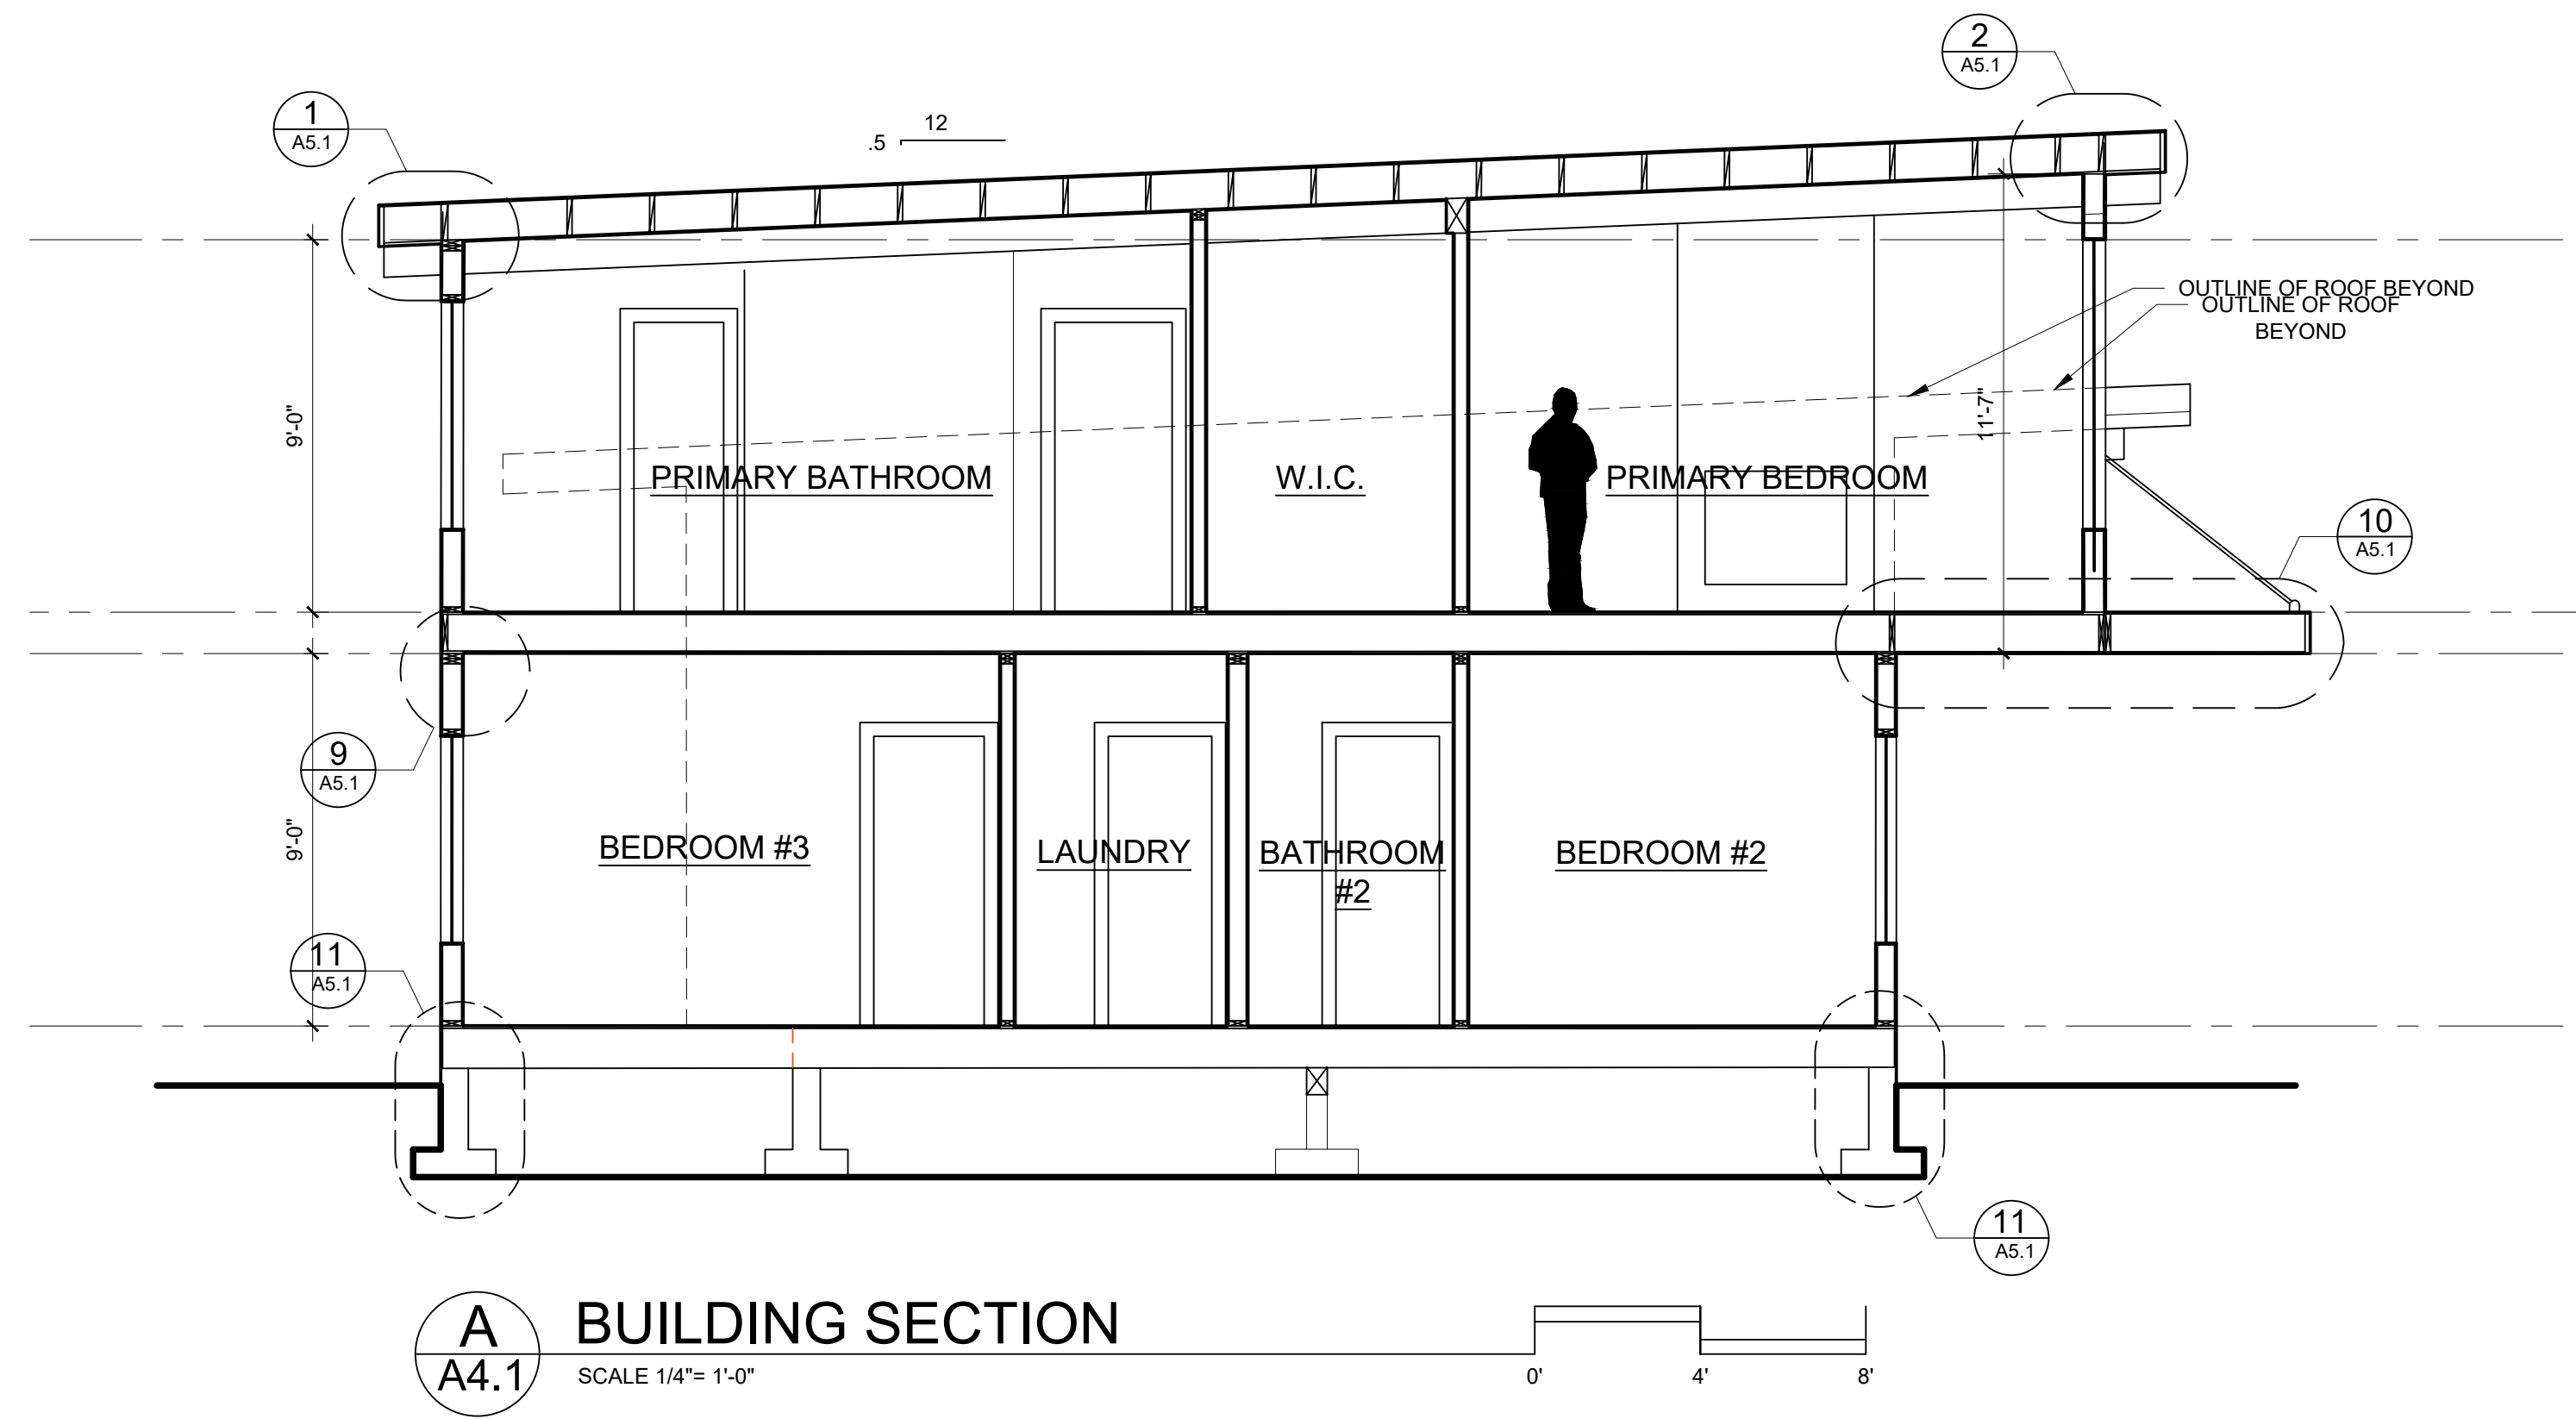 2
A5.1
1
A5.1
12
.5
OUTLINE OF ROOF BEYOND
OUTLINE OF ROOF
BEYOND
9'-0"
11'-7"
PRIMARY BATHROOM
W.I.C.
PRIMARY BEDROOM
10
A5.1
9
A5.1
9'-0"
BEDROOM #3
LAUNDRY
BATHROOM
#2
BEDROOM #2
11
A5.1
11
A5.1
A
A4.1
BUILDING SECTION
SCALE 1/4"= 1'-0"
0'
4'
8'